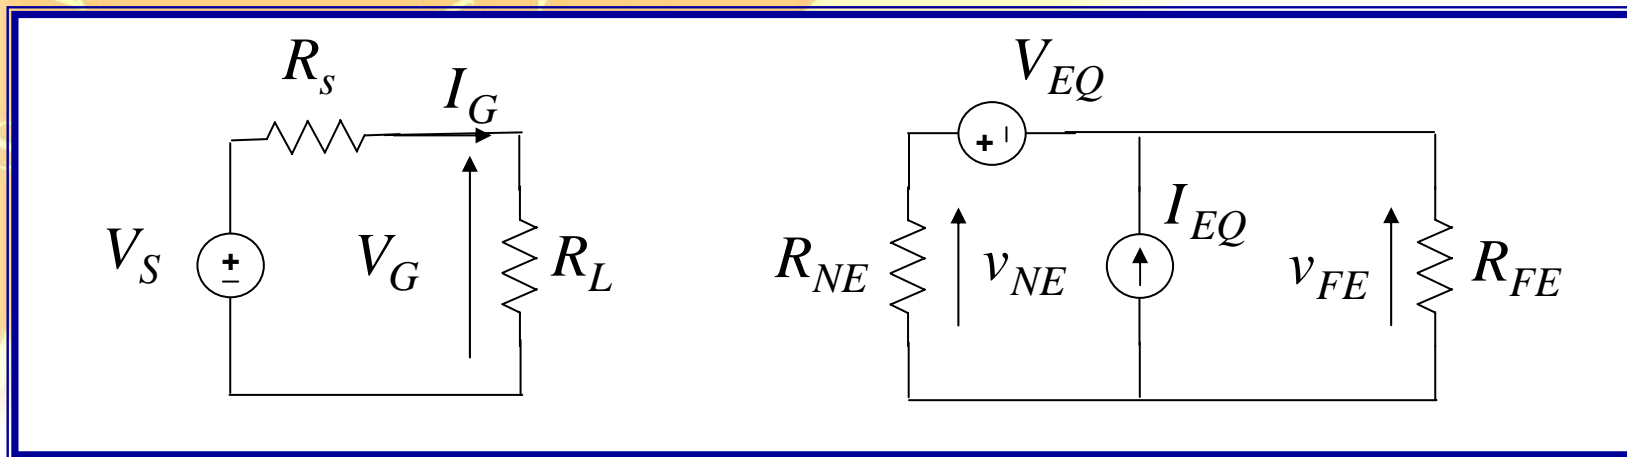 R_s
I_G
V_S
+
−
V_G
R_L
V_EQ
+ −
R_NE
v_NE
I_EQ
v_FE
R_FE